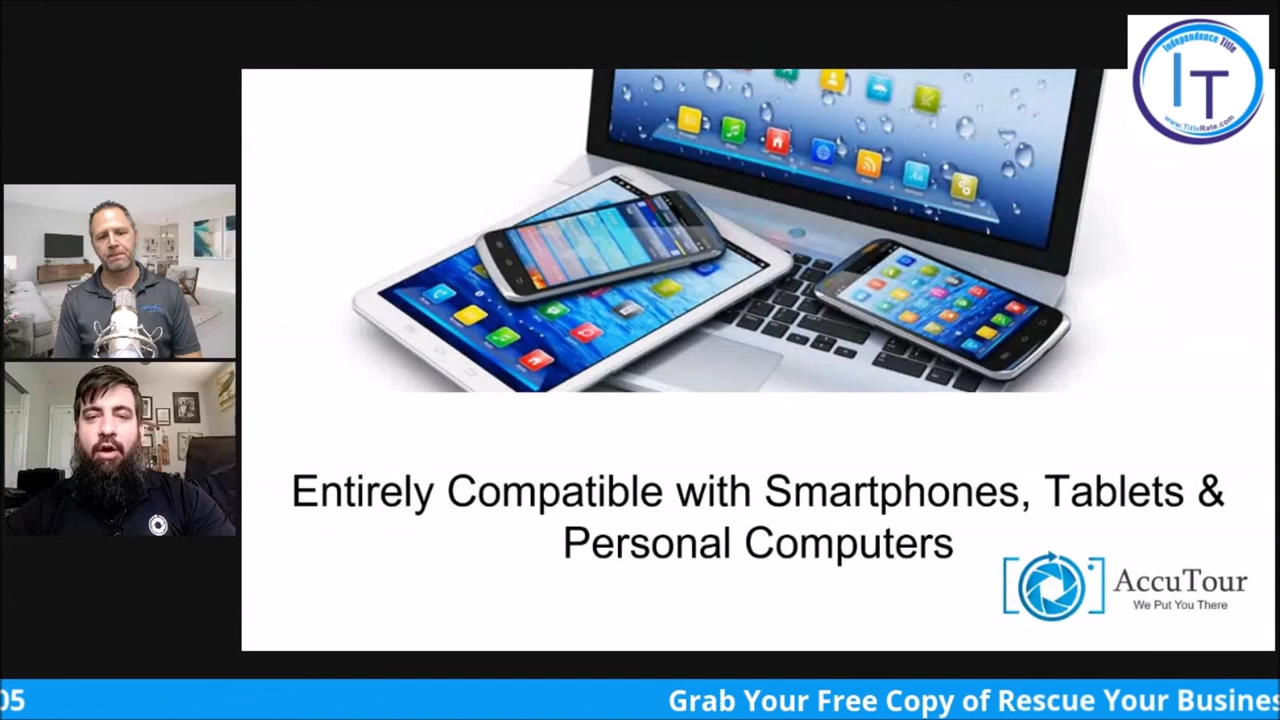 Independence Title
IT
www.TitleRate.com
Entirely Compatible with Smartphones, Tablets &
Personal Computers
AccuTour
We Put You There
05
Grab Your Free Copy of Rescue Your Busines